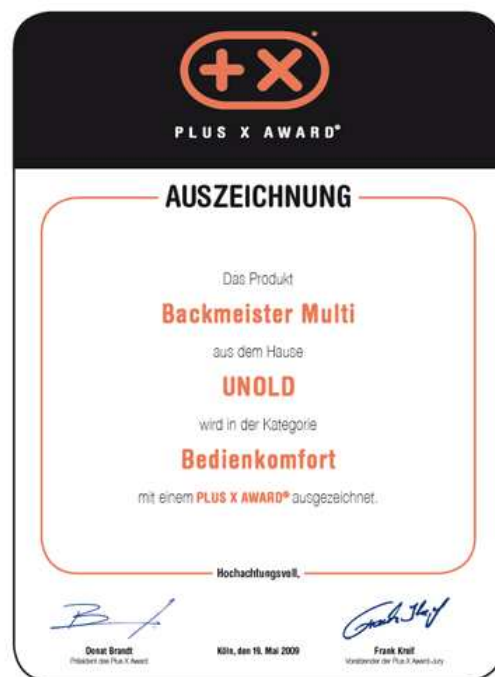 +X
PLUS X AWARD®
AUSZEICHNUNG
Das Produkt
Backmeister Multi
aus dem Hause
UNOLD
wird in der Kategorie
Bedienkomfort
mit einem PLUS X AWARD® ausgezeichnet.
Hochachtungsvoll,
Donat Brandt
Präsident des Plus X Award
Köln, den 19. Mai 2009
Frank Kreif
Vorsitzender der Plus X Award-Jury